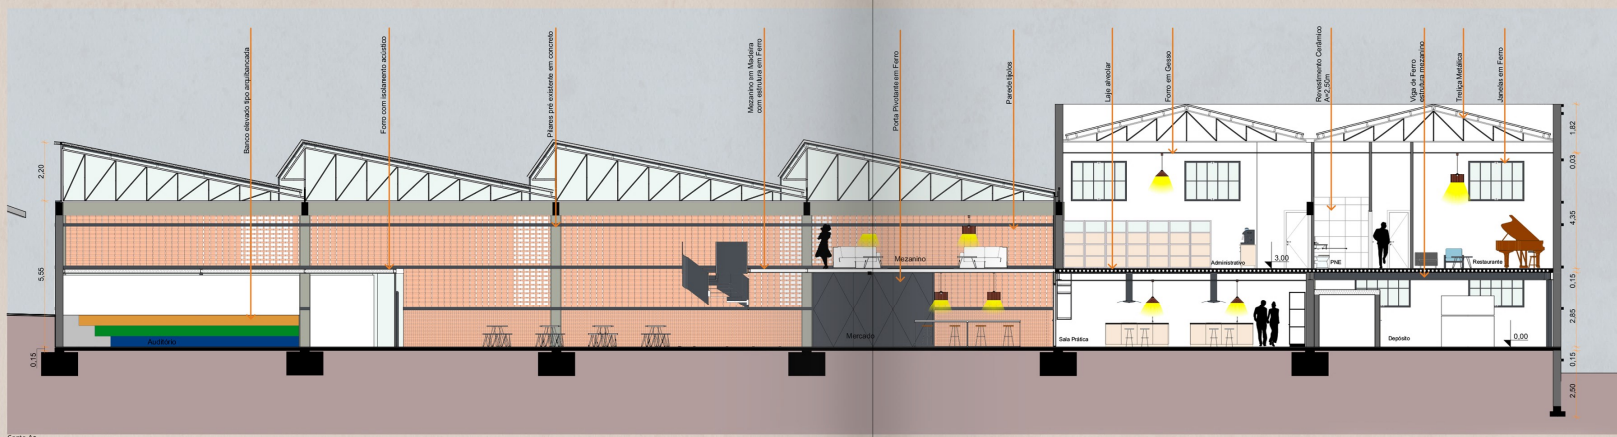 Banco elevado tipo arquibancada
Forro com isolamento acústico
Pilares pré existente em concreto
Mezanino em Madeira
com estrutura em Ferro
Porta Pivotante em Ferro
Parede tijolos
Laje alveolar
Forro em Gesso
Revestimento Cerâmico
A=2,50m
Viga de Ferro
estrutura mezanino
Treliça Metálica
Janelas em Ferro
2,20
5,55
0,15
1,82
0,03
4,35
0,15
2,85
0,15
2,50
Mezanino
Administrativo
3,00
PNE
Restaurante
Auditório
Mercado
Sala Prática
Depósito
0,00